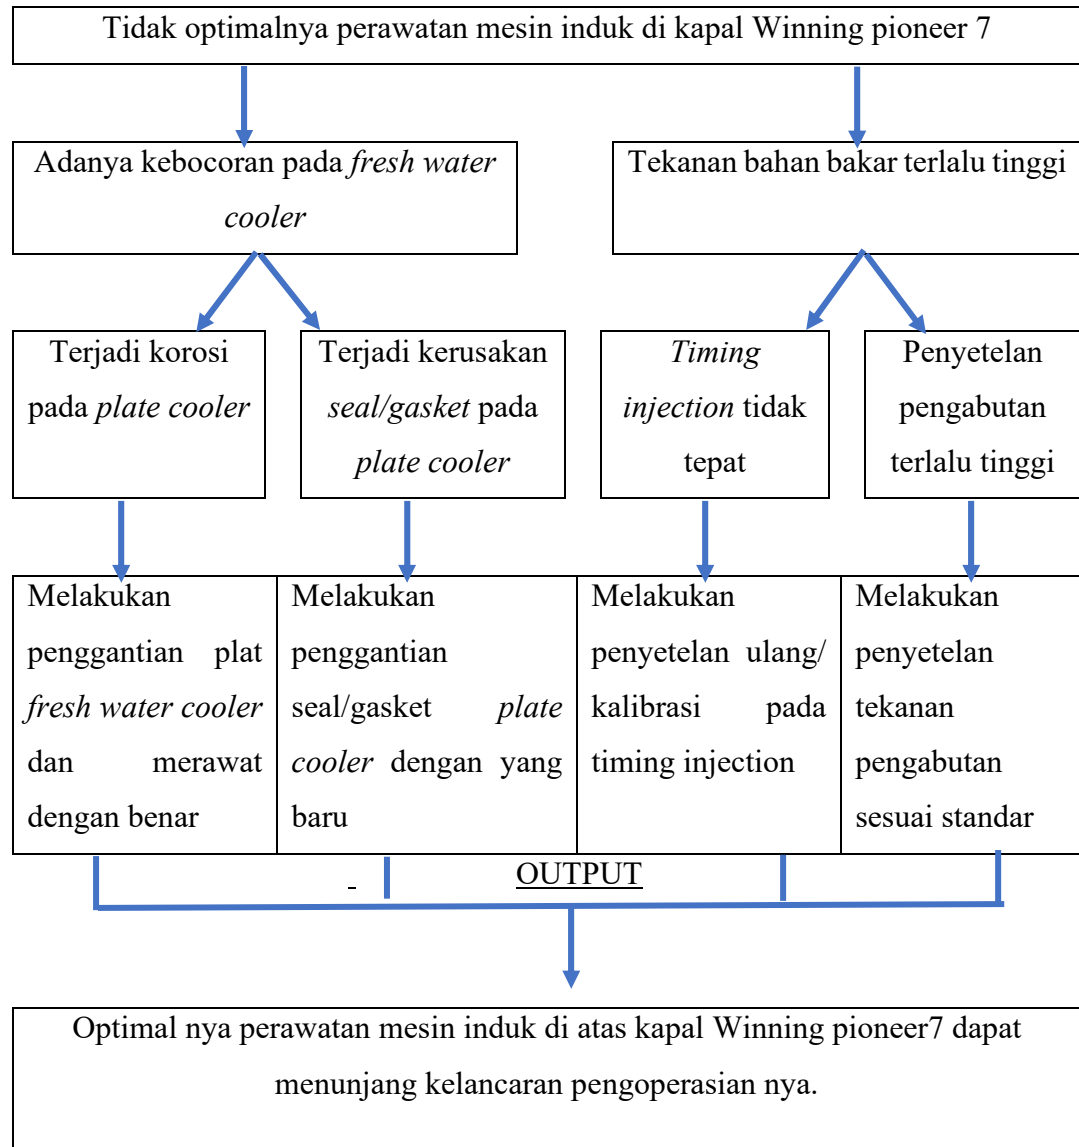 Tidak optimalnya perawatan mesin induk di kapal Winning pioneer 7
Adanya kebocoran pada fresh water
cooler
Tekanan bahan bakar terlalu tinggi
Terjadi korosi
pada plate cooler
Terjadi kerusakan
seal/gasket pada
plate cooler
Timing
injection tidak
tepat
Penyetelan
pengabutan
terlalu tinggi
Melakukan
penggantian plat
fresh water cooler
dan merawat
dengan benar
Melakukan
penggantian
seal/gasket plate
cooler dengan yang
baru
Melakukan
penyetelan ulang/
kalibrasi pada
timing injection
Melakukan
penyetelan
tekanan
pengabutan
sesuai standar
OUTPUT
Optimal nya perawatan mesin induk di atas kapal Winning pioneer7 dapat
menunjang kelancaran pengoperasian nya.